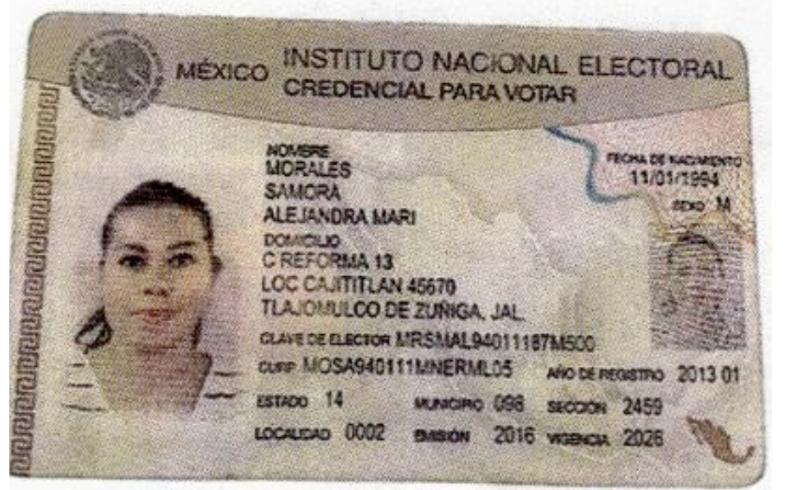 MÉXICO
INSTITUTO NACIONAL ELECTORAL
CREDENCIAL PARA VOTAR
NOMBRE
MORALES
SAMORA
ALEJANDRA MARI
FECHA DE NACIMIENTO
11/01/1994
SEXO M
DOMICILIO
C REFORMA 13
LOC CAJITITLAN 45670
TLAJOMULCO DE ZUÑIGA, JAL.
CLAVE DE ELECTOR MRSMAL94011187M500
CURP MOSA940111MNERML05 AÑO DE REGISTRO 2013 01
ESTADO 14 MUNICIPIO 098 SECCIÓN 2459
LOCALIDAD 0002 EMISIÓN 2016 VIGENCIA 2026